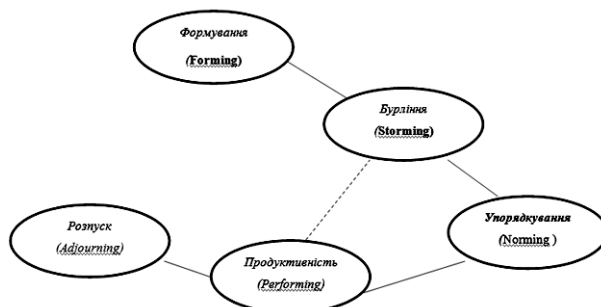 Формування
(Forming)
Бурління
(Storming)
Упорядкування
(Norming )
Розпуск
(Adjourning)
Продуктивність
(Performing)